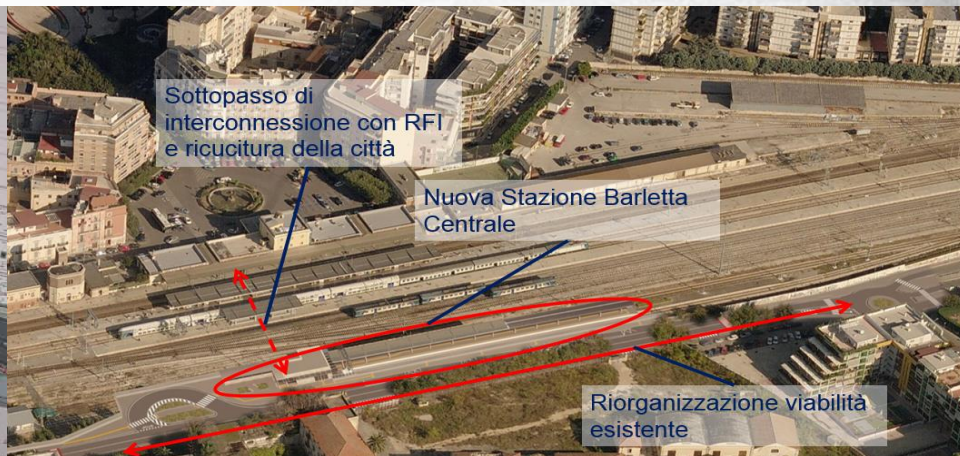 Sottopasso di
interconnessione con RFI
e ricucitura della città
Nuova Stazione Barletta
Centrale
Riorganizzazione viabilità
esistente